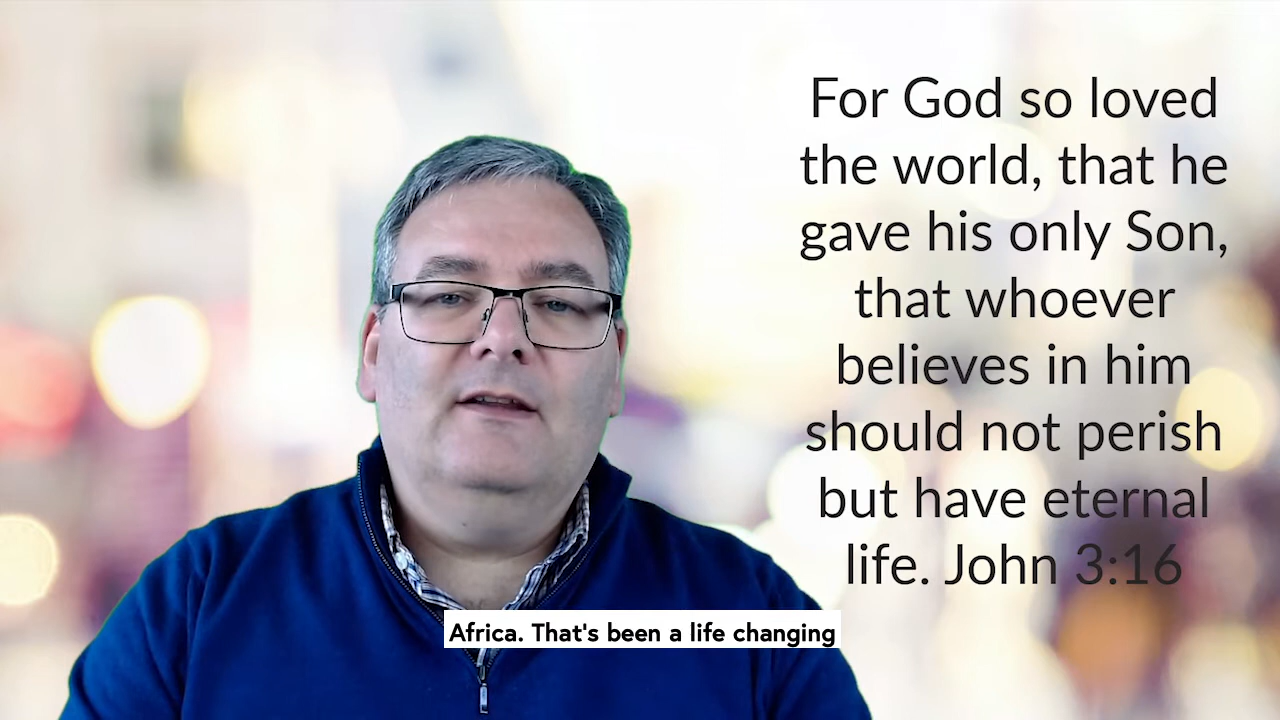 For God so loved
the world, that he
gave his only Son,
that whoever
believes in him
should not perish
but have eternal
life. John 3:16
Africa. That's been a life changing